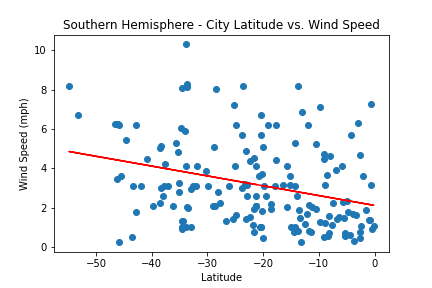 Southern Hemisphere - City Latitude vs. Wind Speed
10
8
6
4
2
0
Wind Speed (mph)
−50 −40 −30 −20 −10 0
Latitude